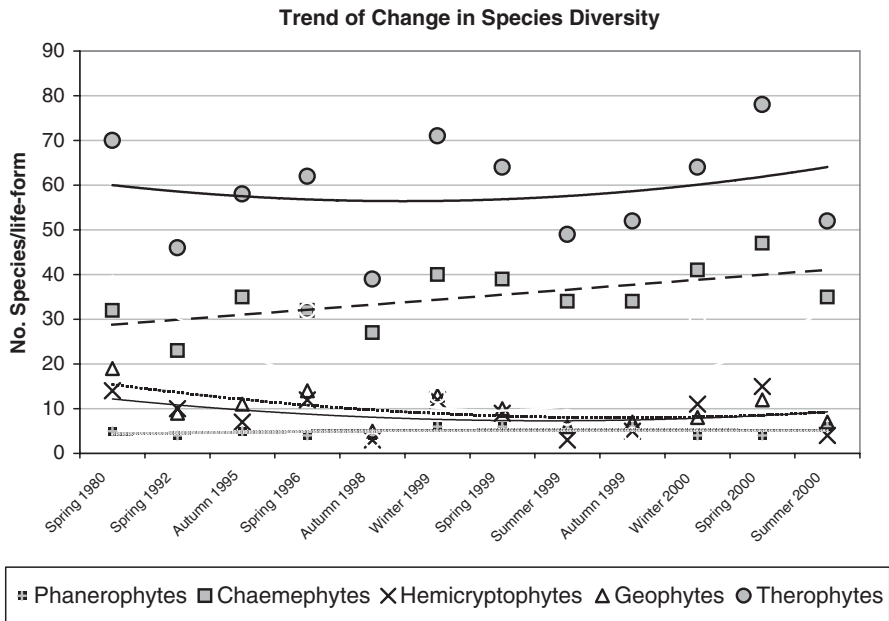 Trend of Change in Species Diversity
No. Species/life-form
90
80
70
60
50
40
30
20
10
0
Spring 1980
Spring 1992
Autumn 1995
Spring 1996
Autumn 1998
Winter 1999
Spring 1999
Summer 1999
Autumn 1999
Winter 2000
Spring 2000
Summer 2000
Phanerophytes Chaemephytes Hemicryptophytes Geophytes Therophytes